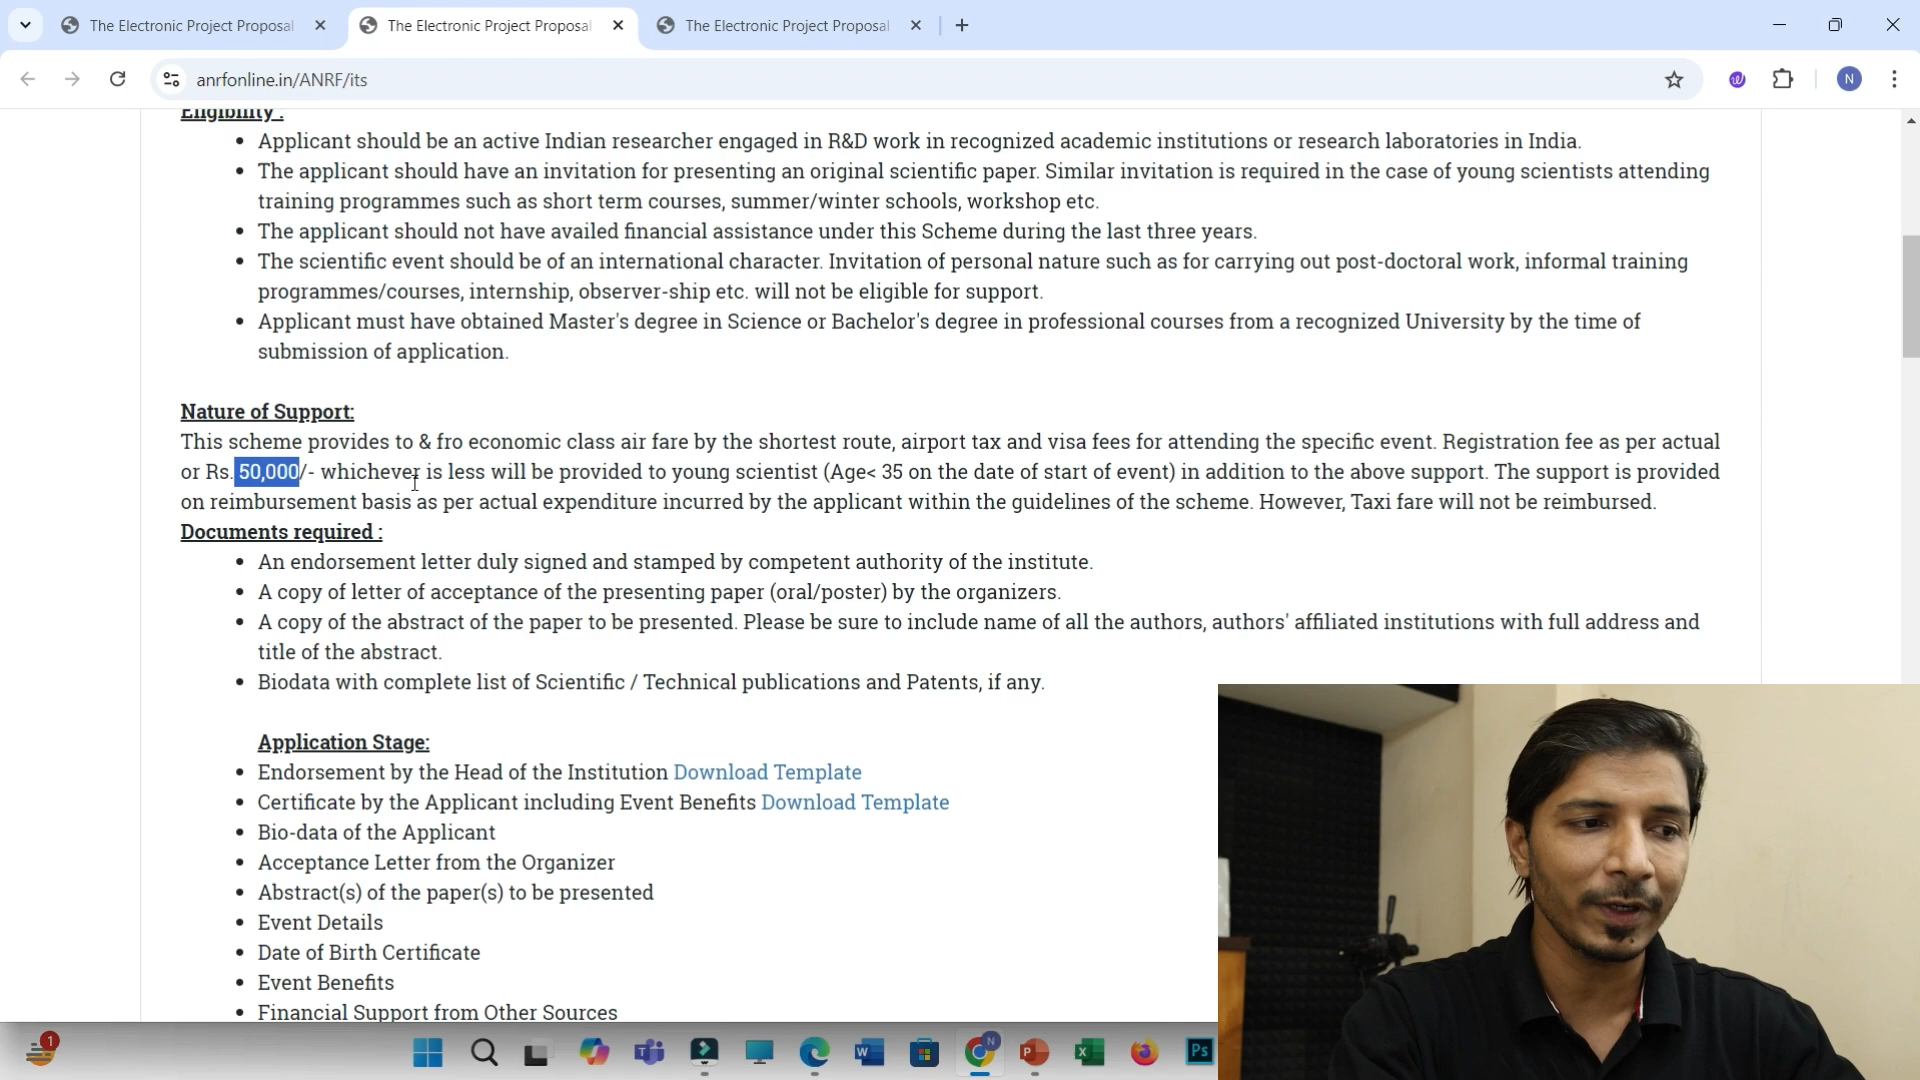 The Electronic Project Proposal
The Electronic Project Proposal
The Electronic Project Proposal
anrfonline.in/ANRF/its
N
Eligibility :
• Applicant should be an active Indian researcher engaged in R&D work in recognized academic institutions or research laboratories in India.
• The applicant should have an invitation for presenting an original scientific paper. Similar invitation is required in the case of young scientists attending
training programmes such as short term courses, summer/winter schools, workshop etc.
• The applicant should not have availed financial assistance under this Scheme during the last three years.
• The scientific event should be of an international character. Invitation of personal nature such as for carrying out post-doctoral work, informal training
programmes/courses, internship, observer-ship etc. will not be eligible for support.
• Applicant must have obtained Master's degree in Science or Bachelor's degree in professional courses from a recognized University by the time of
submission of application.
Nature of Support:
This scheme provides to & fro economic class air fare by the shortest route, airport tax and visa fees for attending the specific event. Registration fee as per actual
or Rs. 50,000/- whichever is less will be provided to young scientist (Age< 35 on the date of start of event) in addition to the above support. The support is provided
on reimbursement basis as per actual expenditure incurred by the applicant within the guidelines of the scheme. However, Taxi fare will not be reimbursed.
Documents required :
• An endorsement letter duly signed and stamped by competent authority of the institute.
• A copy of letter of acceptance of the presenting paper (oral/poster) by the organizers.
• A copy of the abstract of the paper to be presented. Please be sure to include name of all the authors, authors' affiliated institutions with full address and
title of the abstract.
• Biodata with complete list of Scientific / Technical publications and Patents, if any.
Application Stage:
• Endorsement by the Head of the Institution Download Template
• Certificate by the Applicant including Event Benefits Download Template
• Bio-data of the Applicant
• Acceptance Letter from the Organizer
• Abstract(s) of the paper(s) to be presented
• Event Details
• Date of Birth Certificate
• Event Benefits
• Financial Support from Other Sources
1
N
Ps